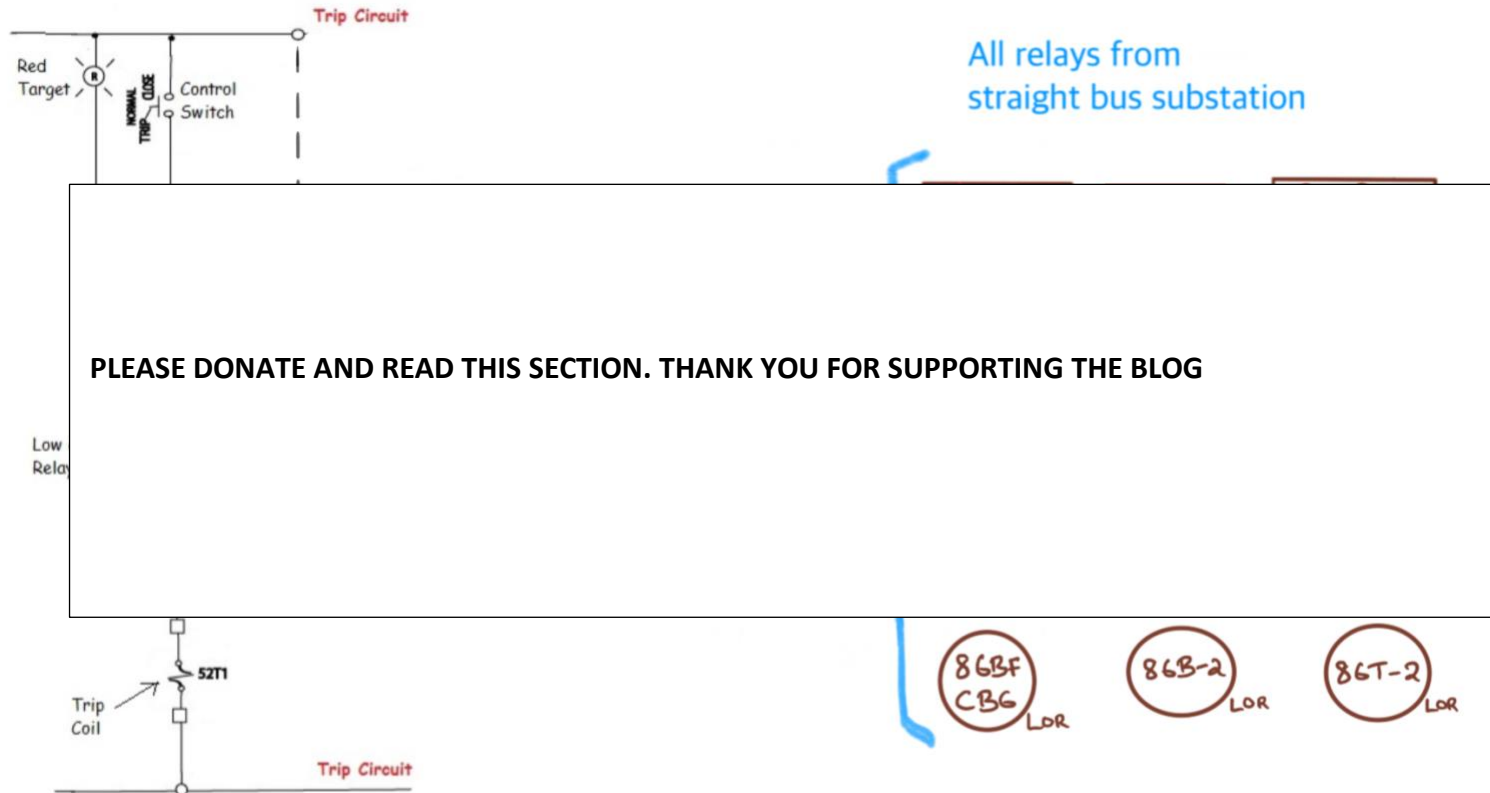 Trip Circuit
Red
Target
R
NORMAL
CLOSE
TRIP
Control
Switch
All relays from
straight bus substation
PLEASE DONATE AND READ THIS SECTION. THANK YOU FOR SUPPORTING THE BLOG
Low
52T1
Trip
Coil
Trip Circuit
86BF
CB6
LOR
86B-2
LOR
86T-2
LOR